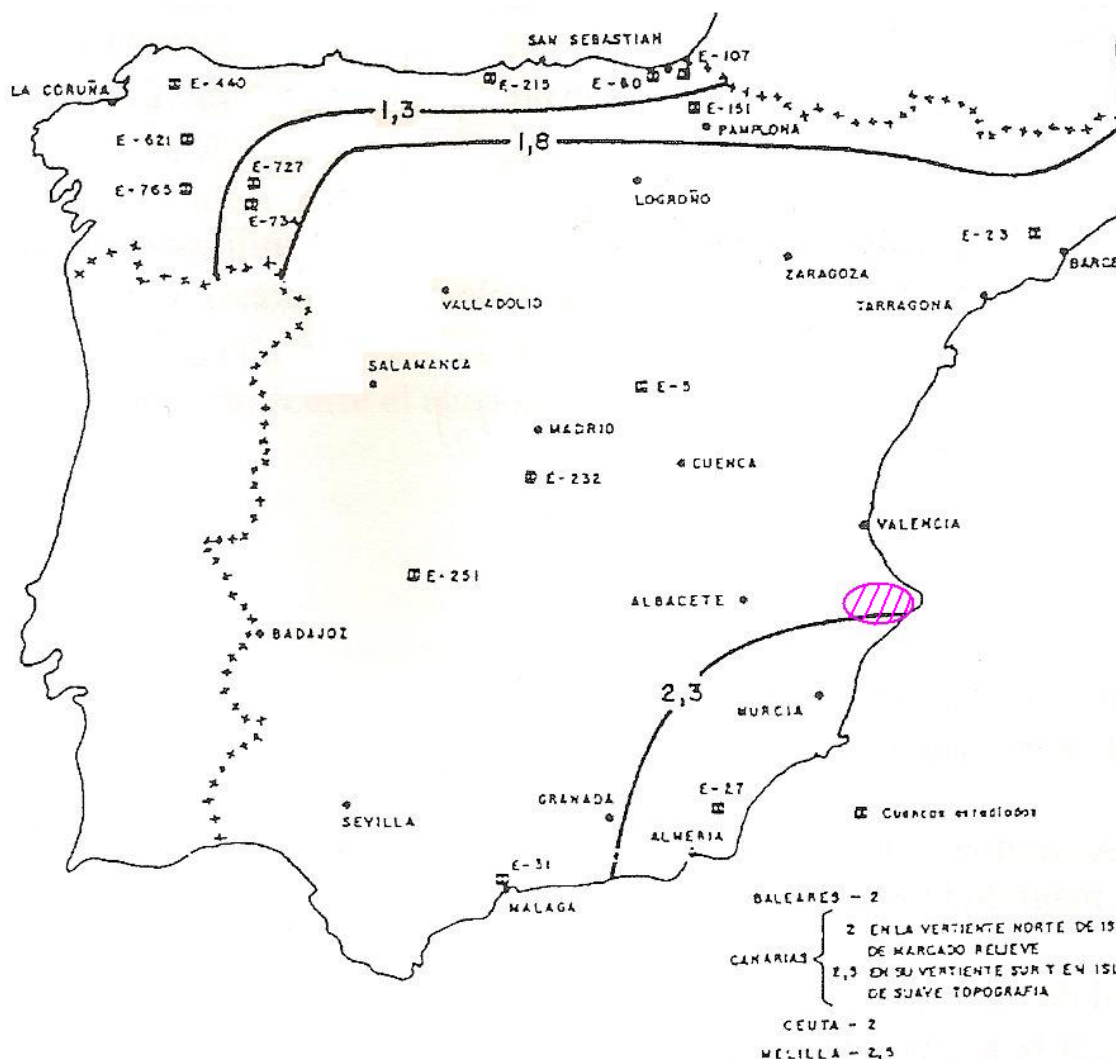 SAN SEBASTIAN
E-107
LA CORUÑA
E-440
E-215
E-60
1,3
E-151
PAMPLONA
E-621
1,8
E-727
E-765
LOGROÑO
E-734
E-23
ZARAGOZA
BARCE
VALLADOLID
TARRAGONA
SALAMANCA
E-5
MADRID
CUENCA
E-232
VALENCIA
E-251
ALBACETE
BADAJOZ
2,3
MURCIA
E-27
GRANADA
SEVILLA
Cuencas estudiadas
ALMERIA
E-31
MALAGA
BALEARES - 2
2 EN LA VERTIENTE NORTE DE IS
DE MARCADO RELIEVE
CANARIAS
2,5 EN SU VERTIENTE SUR Y EN ISL
DE SUAVE TOPOGRAFIA
CEUTA - 2
MELILLA - 2,5